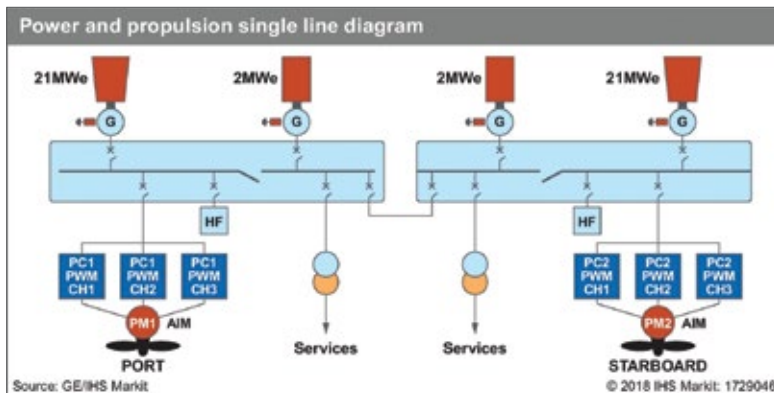 Power and propulsion single line diagram
21MWe
2MWe
2MWe
21MWe
G
G
G
G
HF
HF
PC1
PWM
CH1
PC1
PWM
CH2
PC1
PWM
CH3
PC2
PWM
CH1
PC2
PWM
CH2
PC2
PWM
CH3
PM1
AIM
PM2
AIM
Services
Services
PORT
STARBOARD
Source: GE/IHS Markit
© 2018 IHS Markit: 1729046